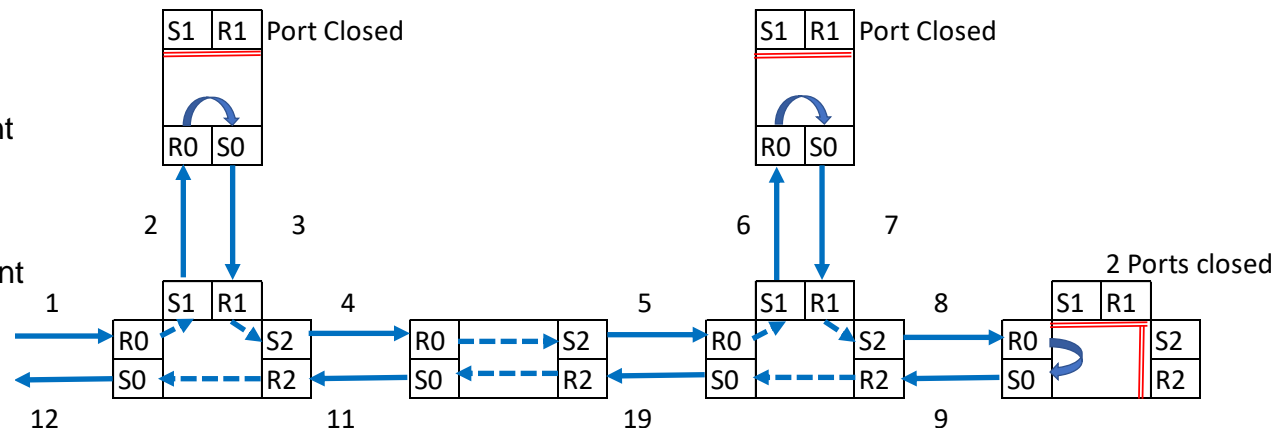 S1 R1 Port Closed
S1 R1 Port Closed
nt
R0 S0
R0 S0
2 3
6 7
nt
2 Ports closed
1
S1 R1
4
5
S1 R1
8
S1 R1
R0 S2
R0 S2
R0 S2
R0 S2
S0 R2
S0 R2
S0 R2
S0 R2
12
11
19
9